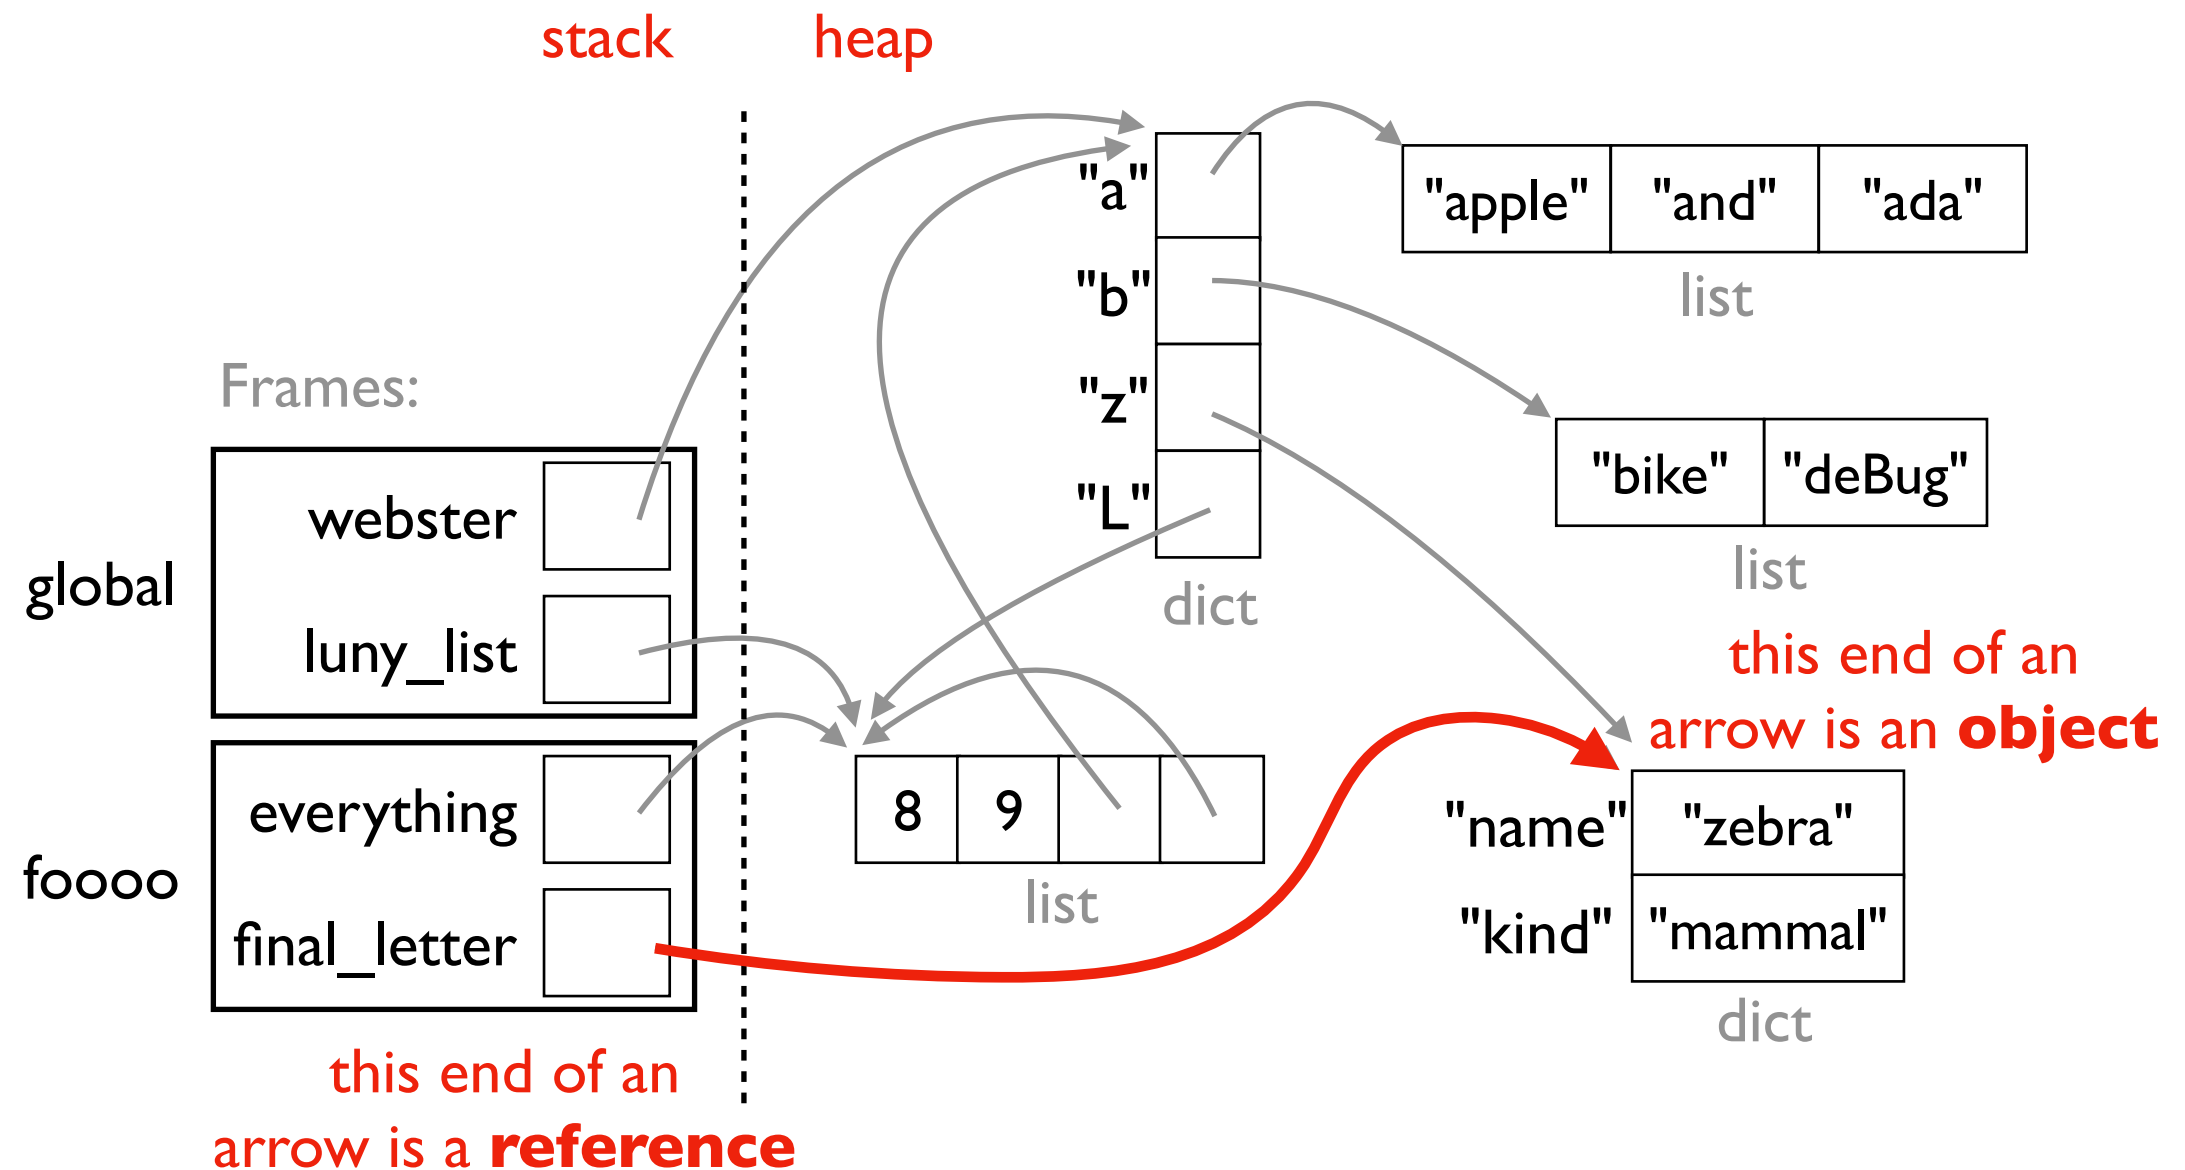 stack heap
"a" "apple" "and" "ada"
"b" list
Frames:
"z"
"bike" "deBug"
webster "L"
list
global
dict
luny_list this end of an
arrow is an object
everything 8 9 "name" "zebra"
foooo list
final_letter "kind" "mammal"
dict
this end of an
arrow is a reference